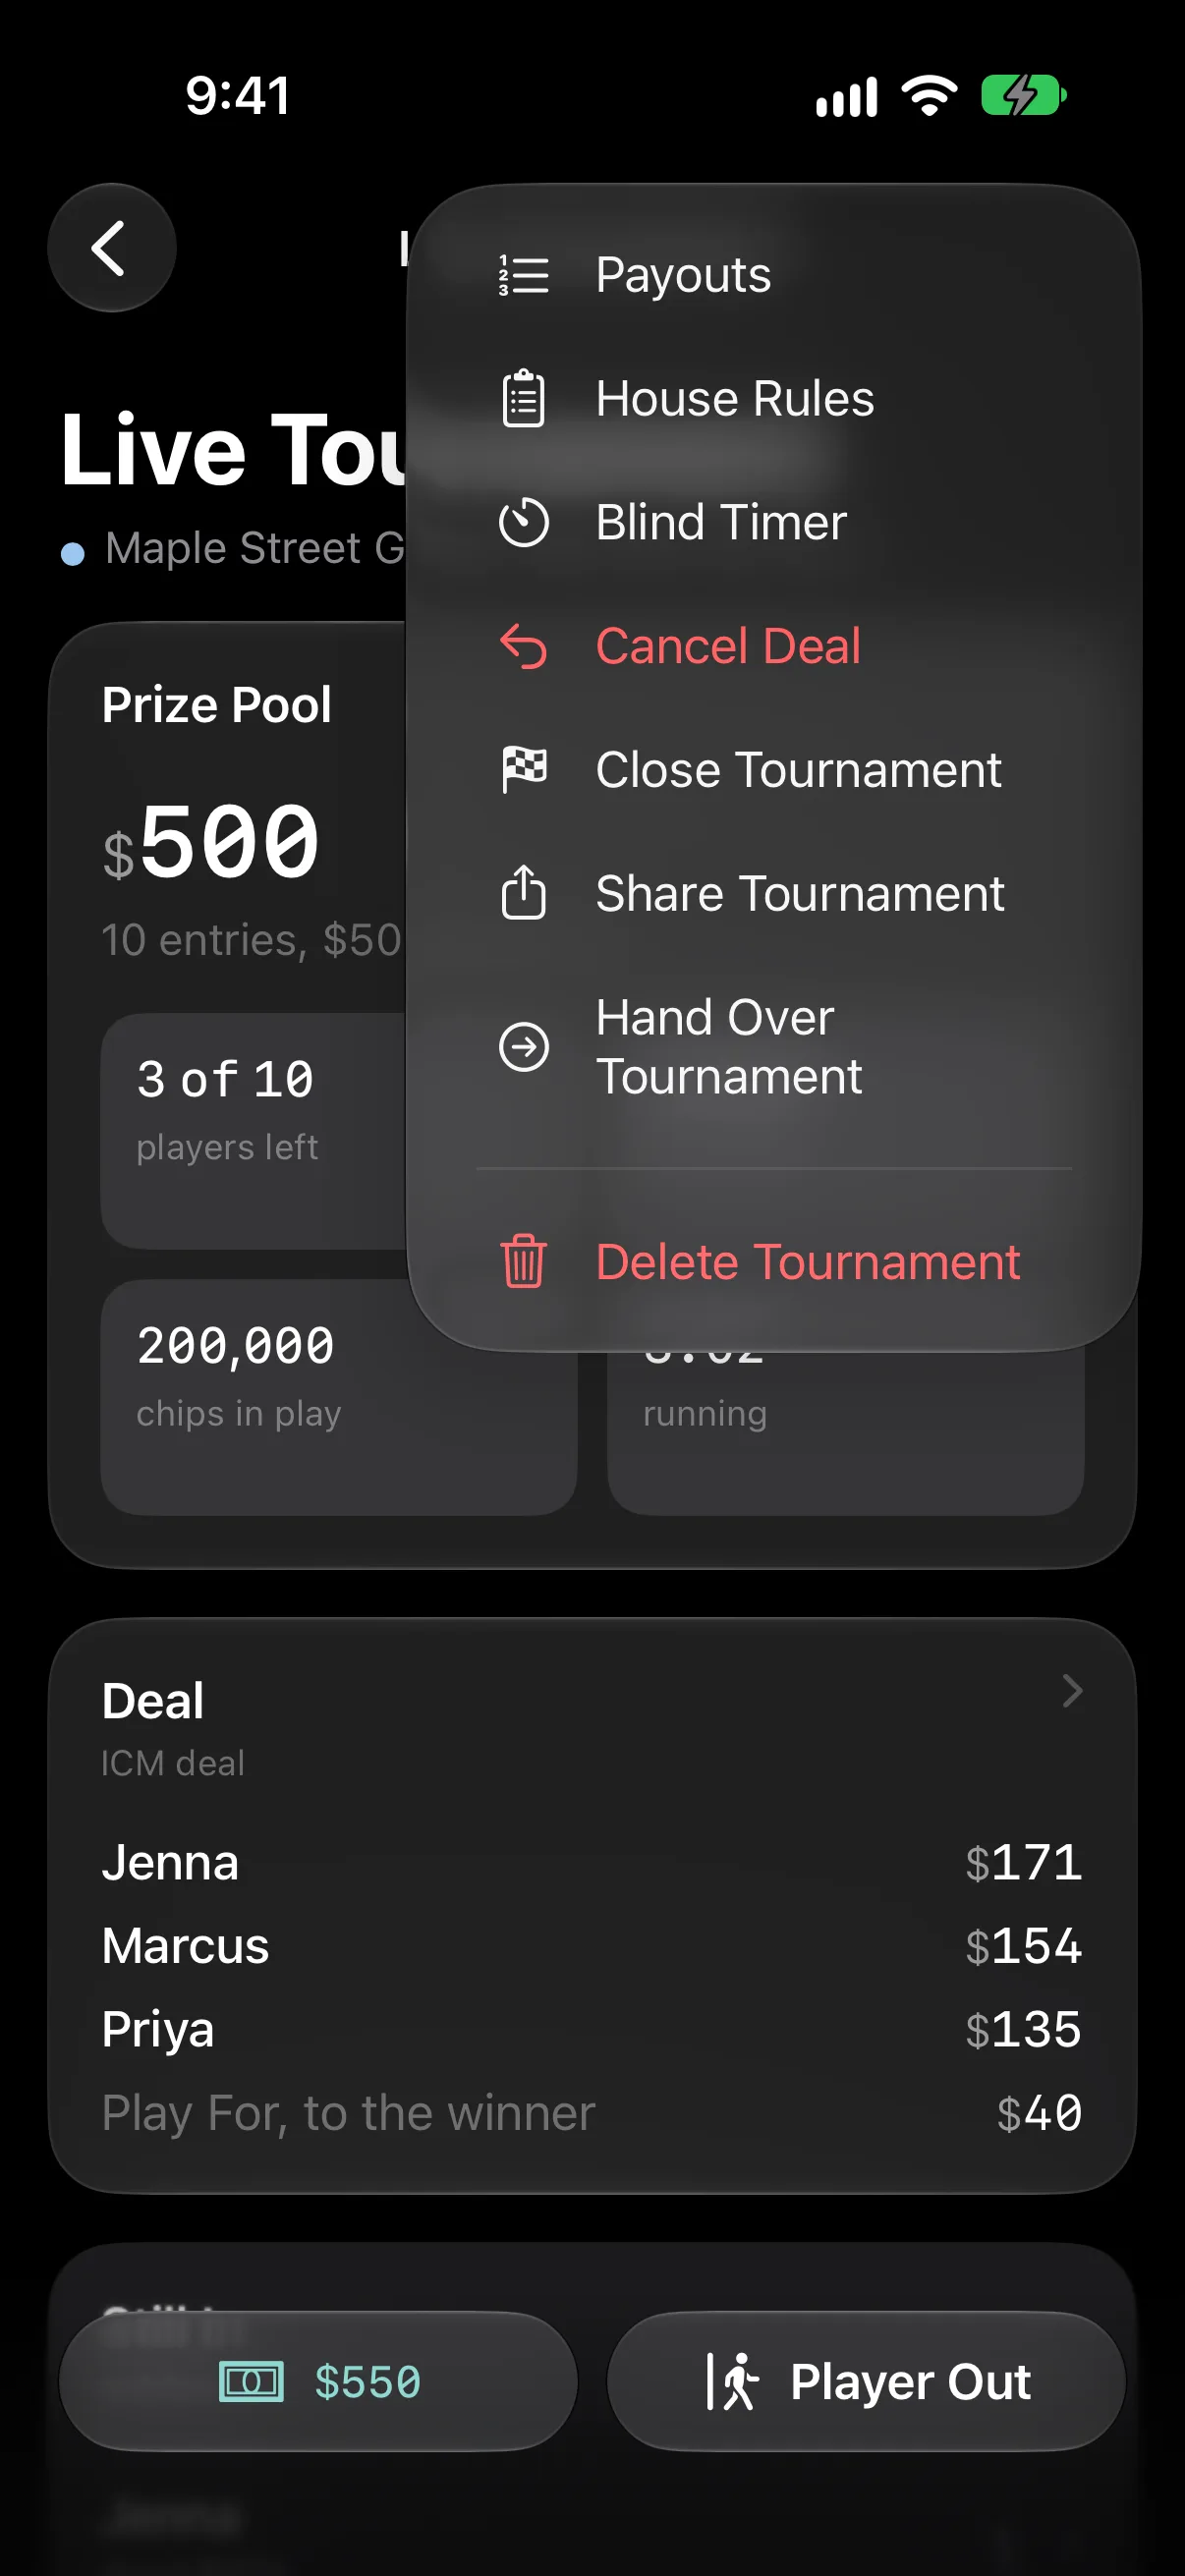 9:41
Payouts
House Rules
Blind Timer
Cancel Deal
Close Tournament
Share Tournament
Hand Over
Tournament
Delete Tournament
Live Tou
Maple Street G
Prize Pool
$500
10 entries, $50
3 of 10
players left
200,000
chips in play
running
Deal
ICM deal
Jenna
$171
Marcus
$154
Priya
$135
Play For, to the winner
$40
$550
Player Out
Jenna